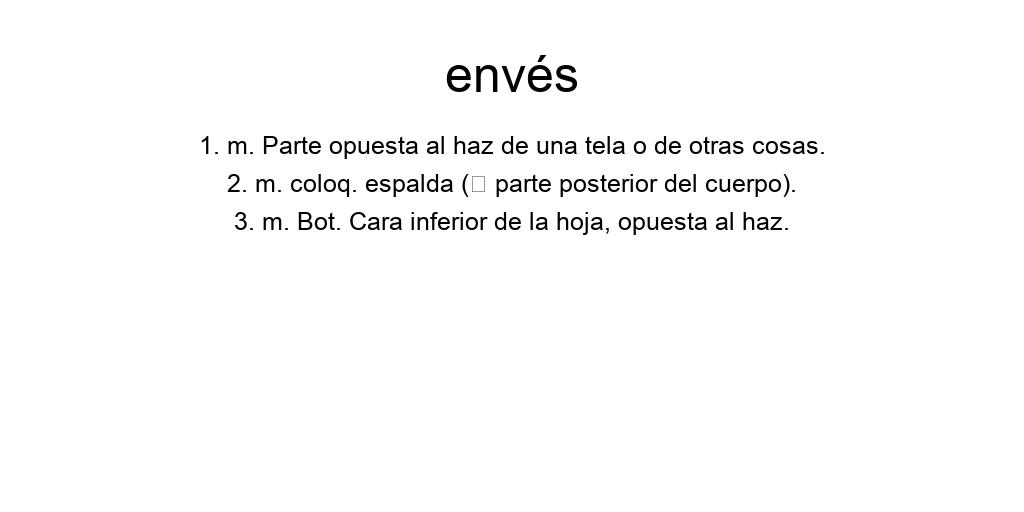 envés
1. m. Parte opuesta al haz de una tela o de otras cosas.
2. m. coloq. espalda (□ parte posterior del cuerpo).
3. m. Bot. Cara inferior de la hoja, opuesta al haz.